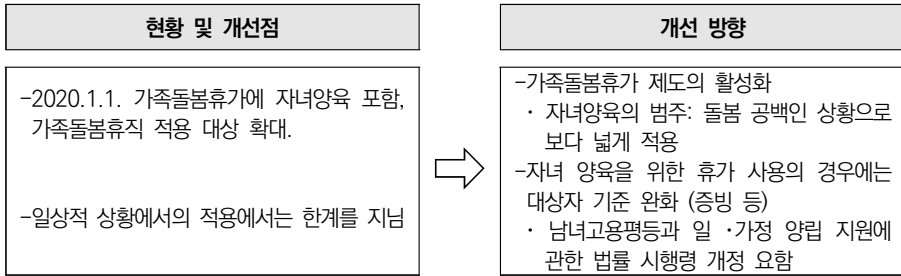 현황 및 개선점
-2020.1.1. 가족돌봄휴가에 자녀양육 포함,
가족돌봄휴직 적용 대상 확대.
-일상적 상황에서의 적용에서는 한계를 지님
개선 방향
-가족돌봄휴가 제도의 활성화
· 자녀양육의 범주: 돌봄 공백인 상황으로
보다 넓게 적용
-자녀 양육을 위한 휴가 사용의 경우에는
대상자 기준 완화 (증빙 등)
· 남녀고용평등과 일 ·가정 양립 지원에
관한 법률 시행령 개정 요함